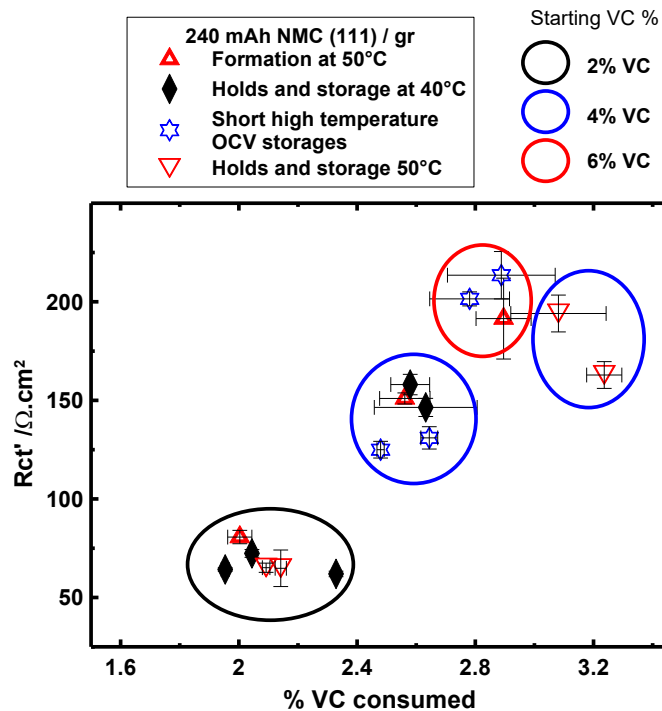 240 mAh NMC (111) / gr
Formation at 50°C
Holds and storage at 40°C
Short high temperature
OCV storages
Holds and storage 50°C
Starting VC %
2% VC
4% VC
6% VC
Rct' /Ω.cm²
200
150
100
50
1.6
2
2.4
2.8
3.2
% VC consumed